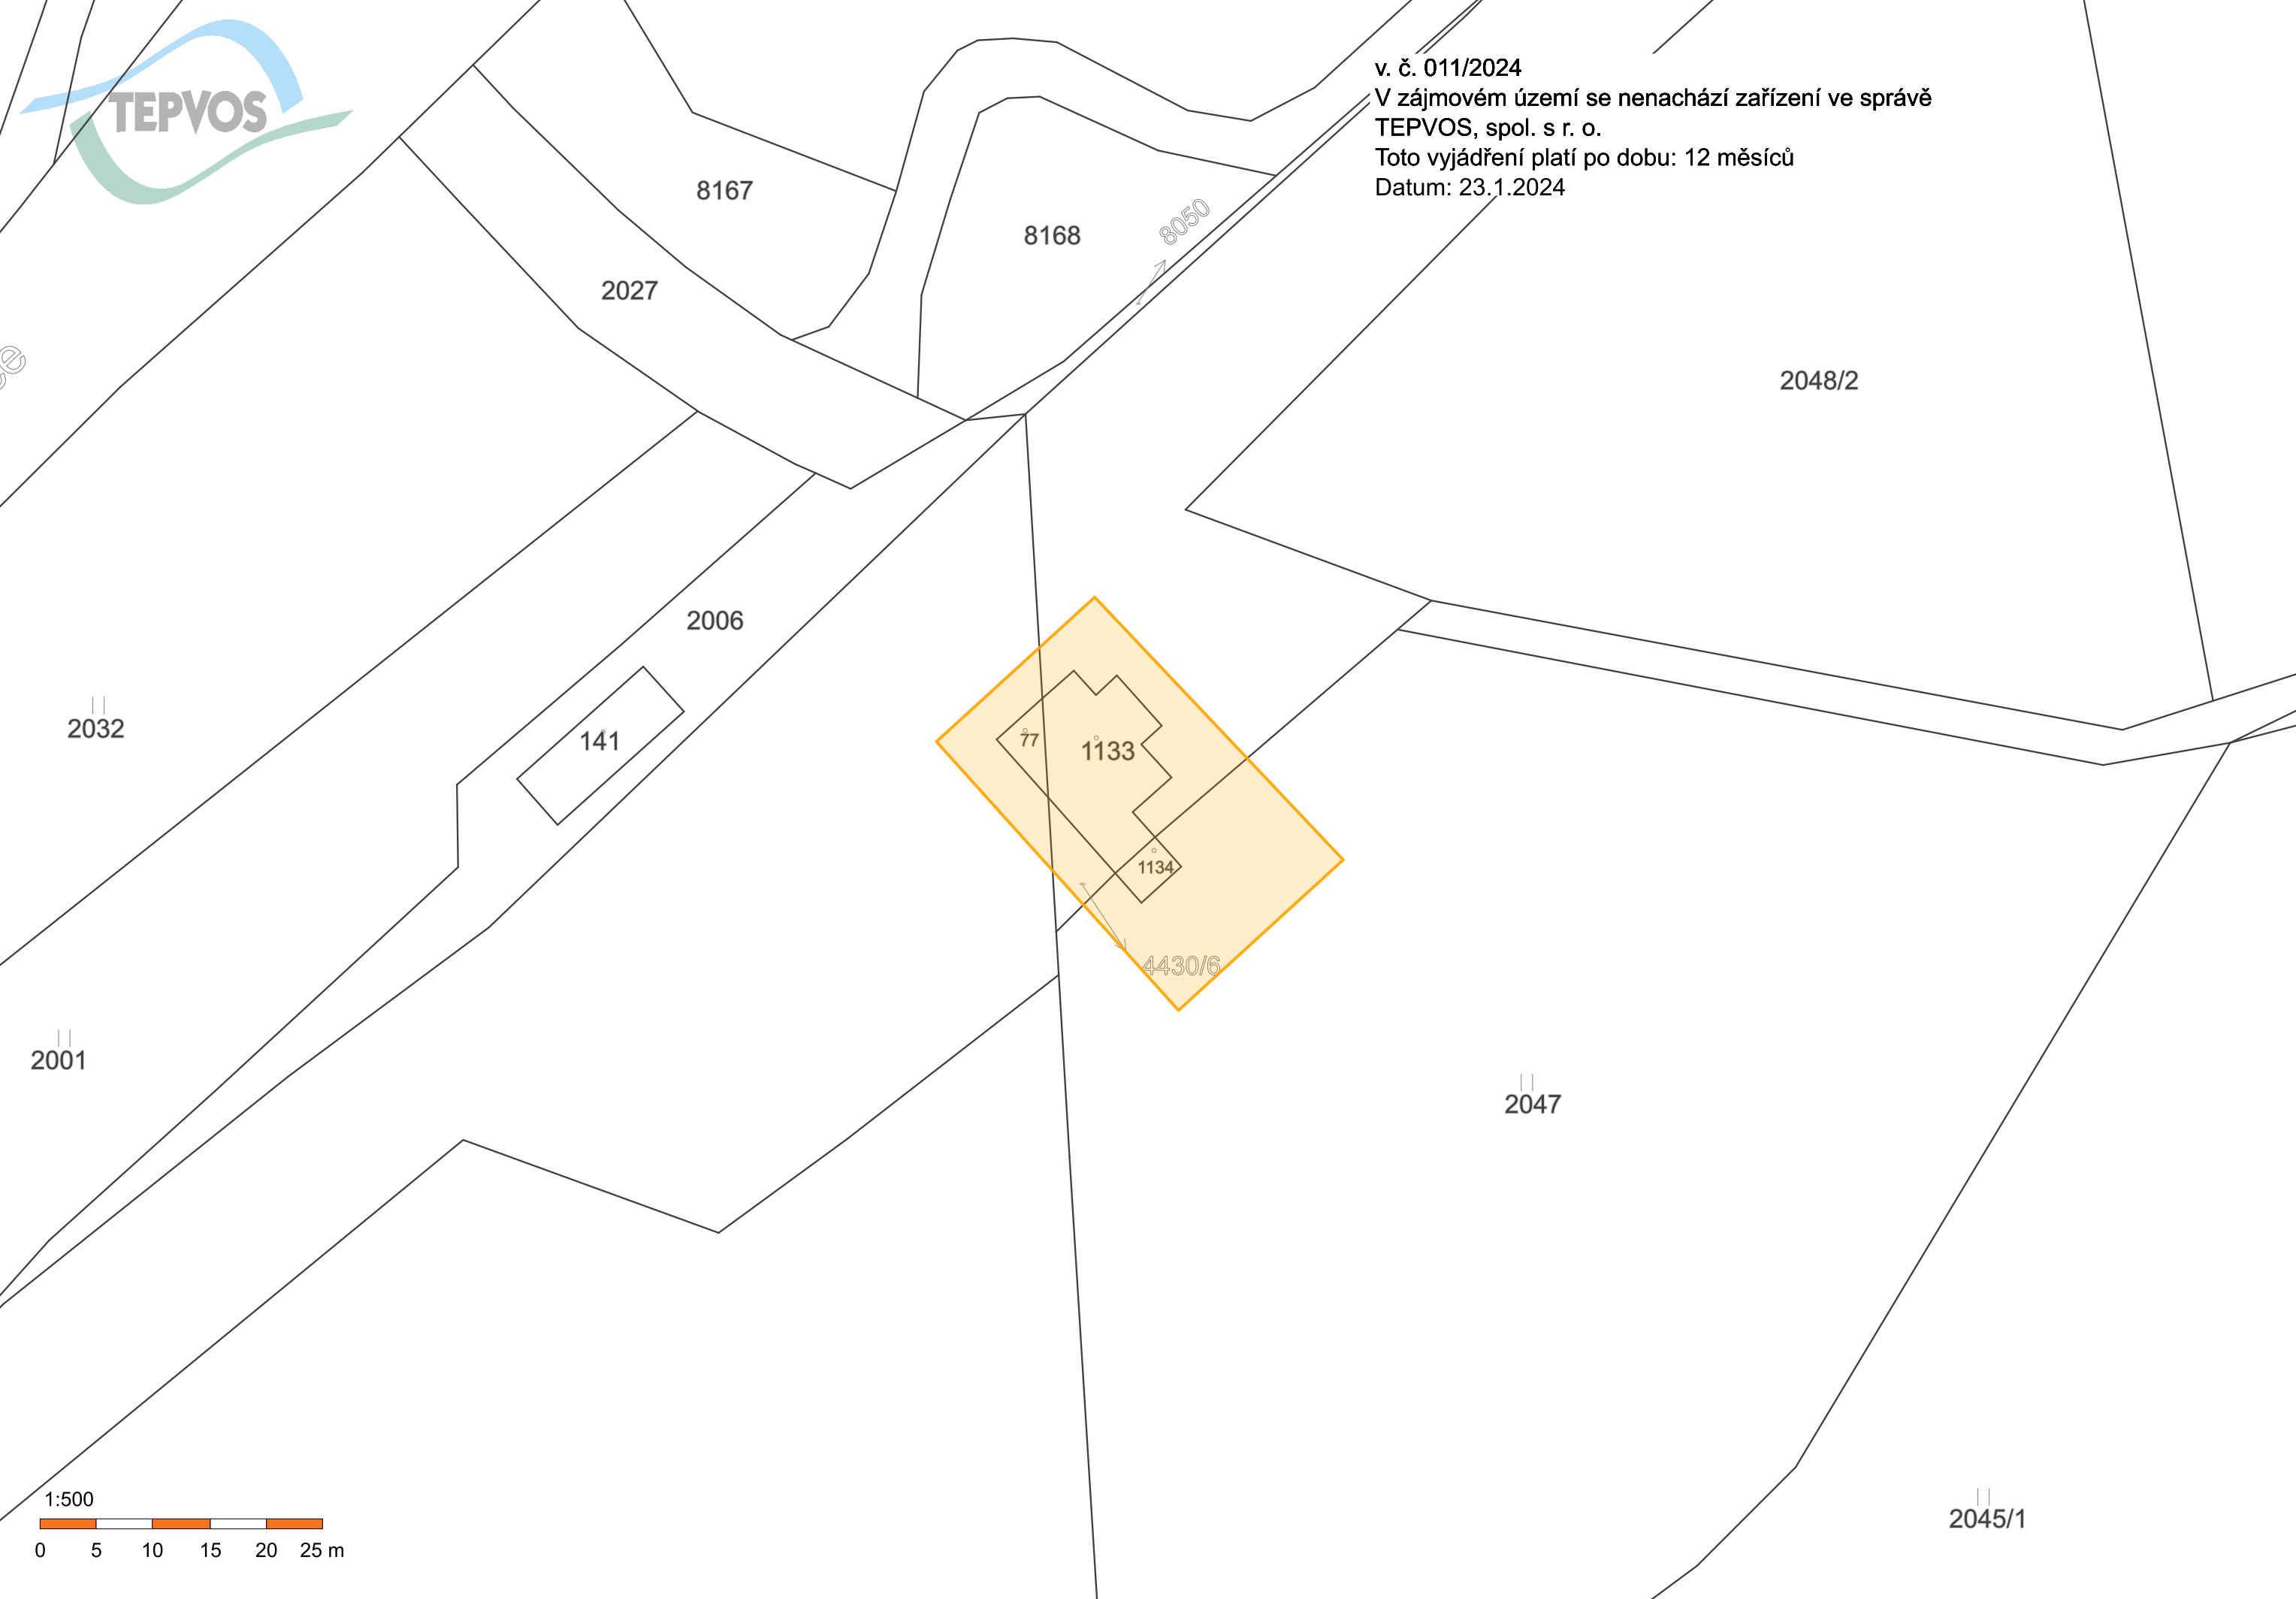 TEPVOS
v. č. 011/2024
V zájmovém území se nenachází zařízení ve správě
TEPVOS, spol. s r. o.
Toto vyjádření platí po dobu: 12 měsíců
Datum: 23.1.2024
8167
8168
8050
2027
2048/2
2006
2032
141
77
1133
1134
4430/6
2001
2047
2045/1
1:500
0 5 10 15 20 25 m